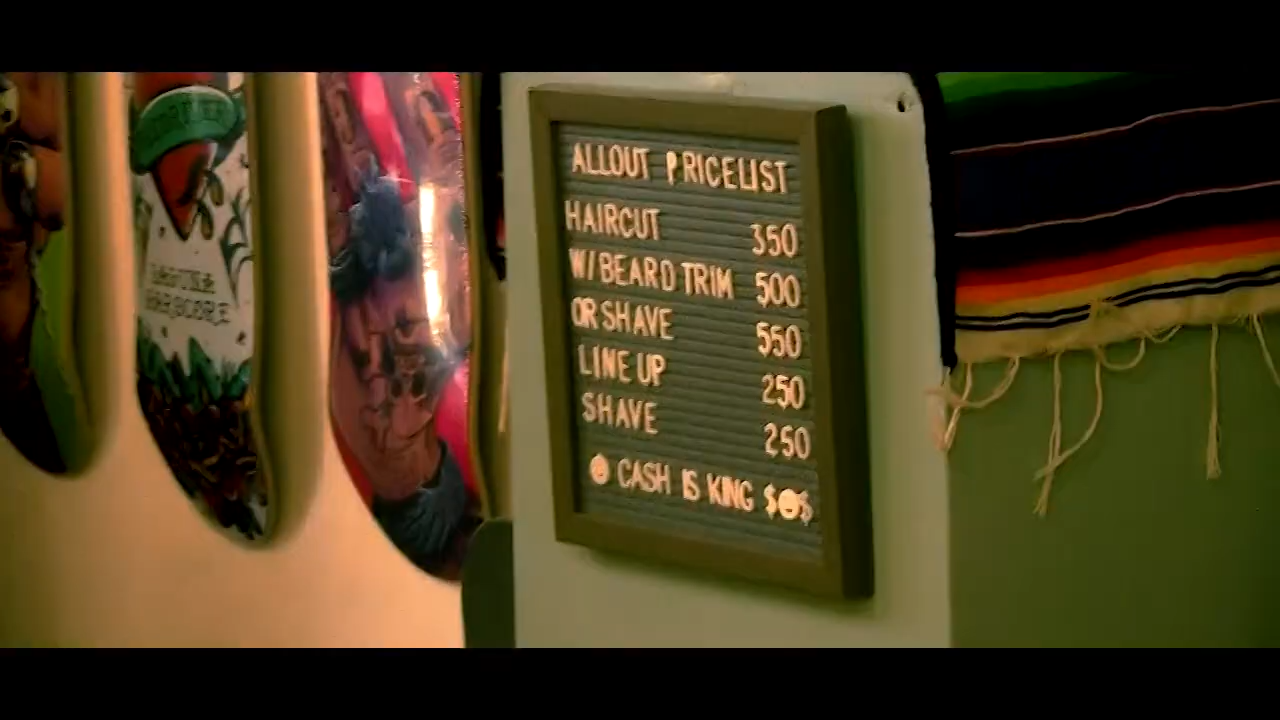 ALLOUT PRICELIST
HAIRCUT 350
W/BEARD TRIM 500
OR SHAVE 550
LINE UP 250
SHAVE 250
CASH IS KING $☻$